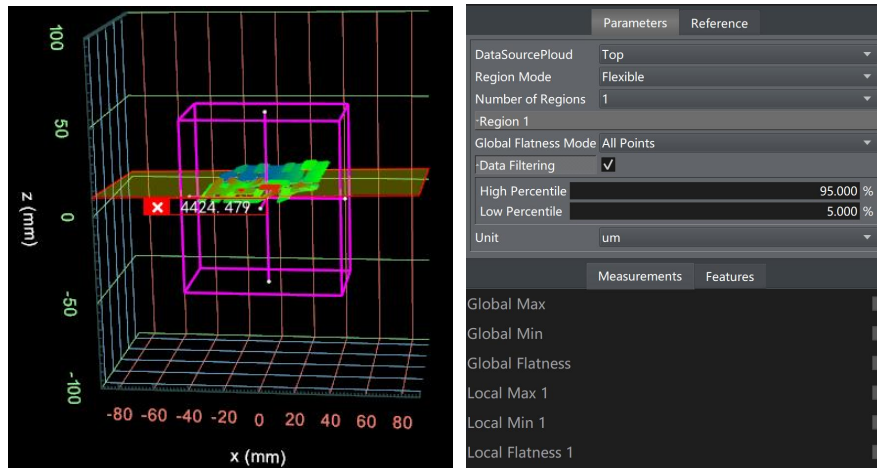 100
50
0
-50
-100
z (mm)
4424.479
-80 -60 -40 -20 0 20 40 60 80
x (mm)
Parameters Reference
DataSourcePloud Top
Region Mode Flexible
Number of Regions 1
-Region 1
Global Flatness Mode All Points
-Data Filtering
High Percentile 95.000 %
Low Percentile 5.000 %
Unit um
Measurements Features
Global Max
Global Min
Global Flatness
Local Max 1
Local Min 1
Local Flatness 1